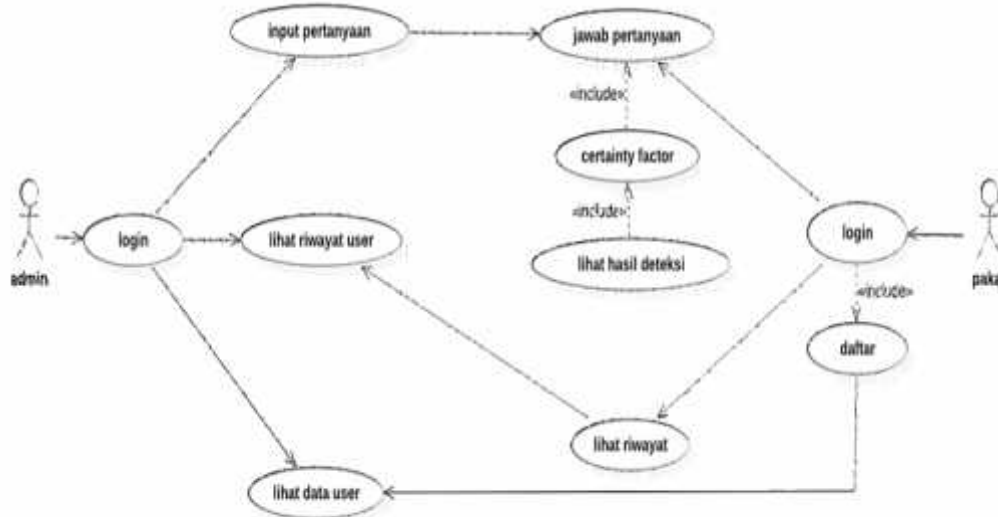 input pertanyaan
jawab pertanyaan
«include»
certainty factor
«include»
login
lihat riwayat user
lihat hasil deteksi
login
admin
paka
«include»
daftar
lihat riwayat
lihat data user